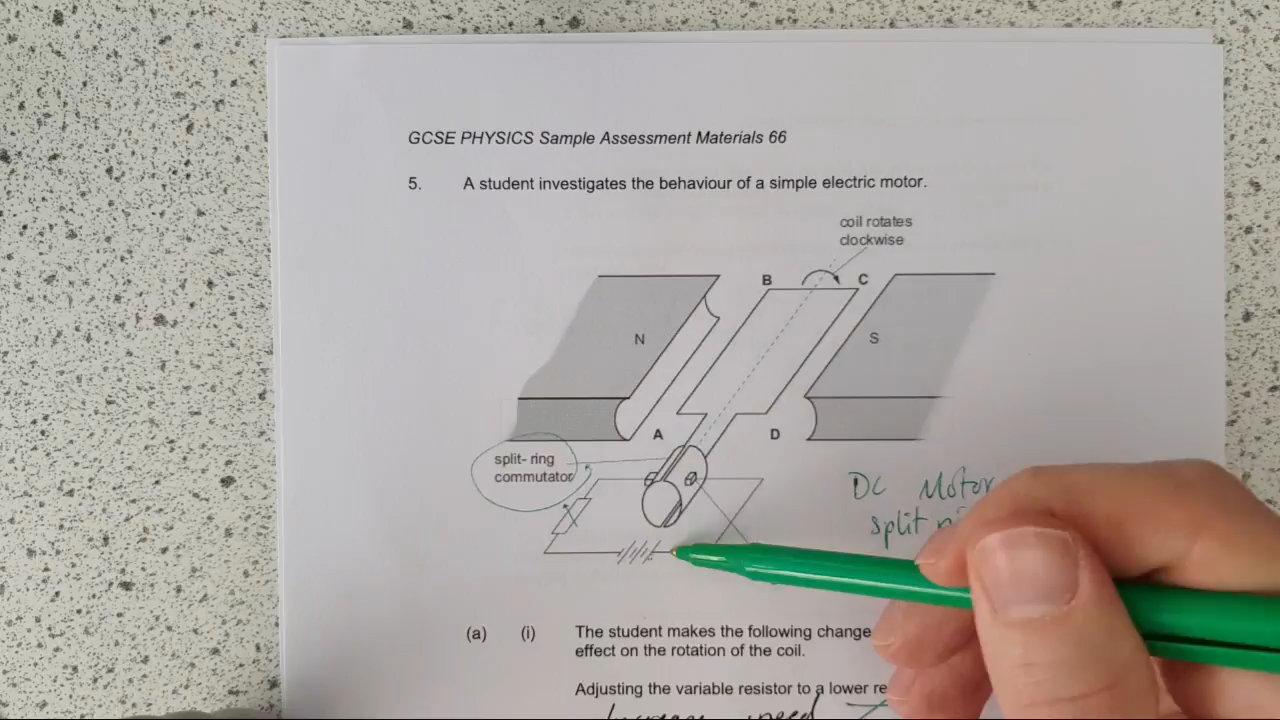 GCSE PHYSICS Sample Assessment Materials 66
5. A student investigates the behaviour of a simple electric motor.
coil rotates
clockwise
B
C
N
S
A
D
split- ring
commutator
DC Motor
split
(a) (i) The student makes the following change
effect on the rotation of the coil.
Adjusting the variable resistor to a lower
speed